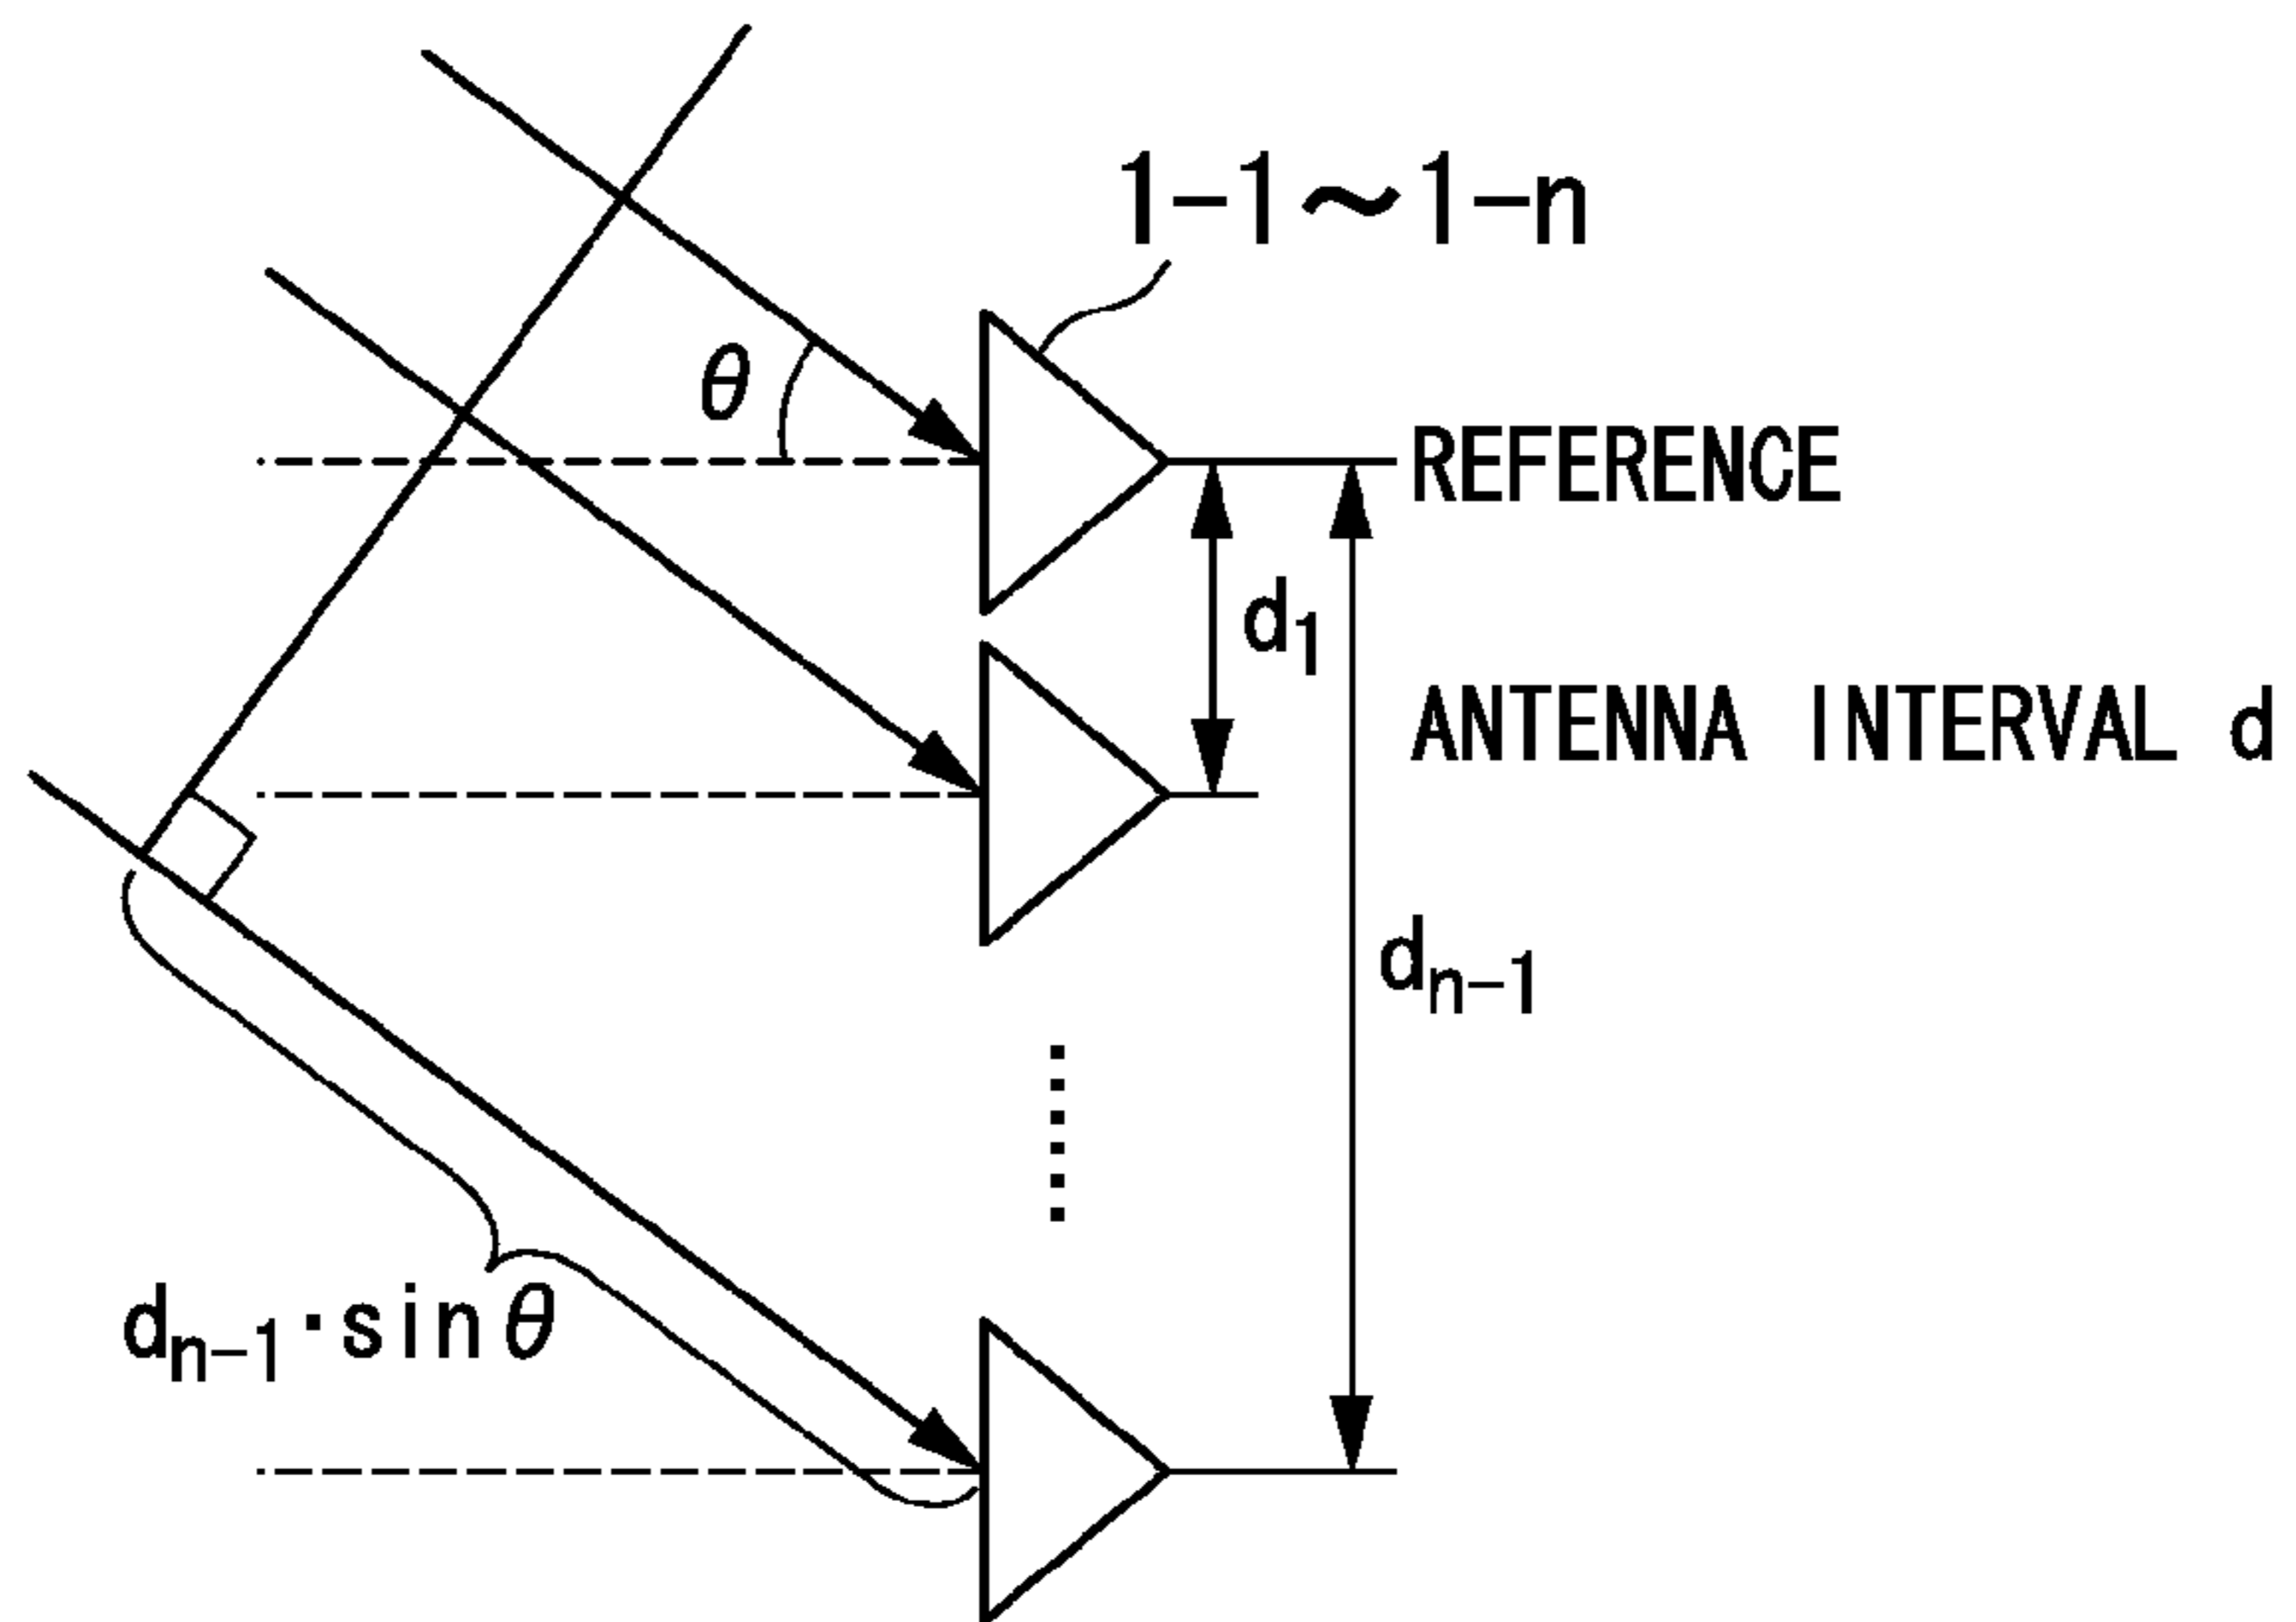 1-1～1-n
θ
REFERENCE
d1
ANTENNA INTERVAL d
dn-1
dn-1・sinθ